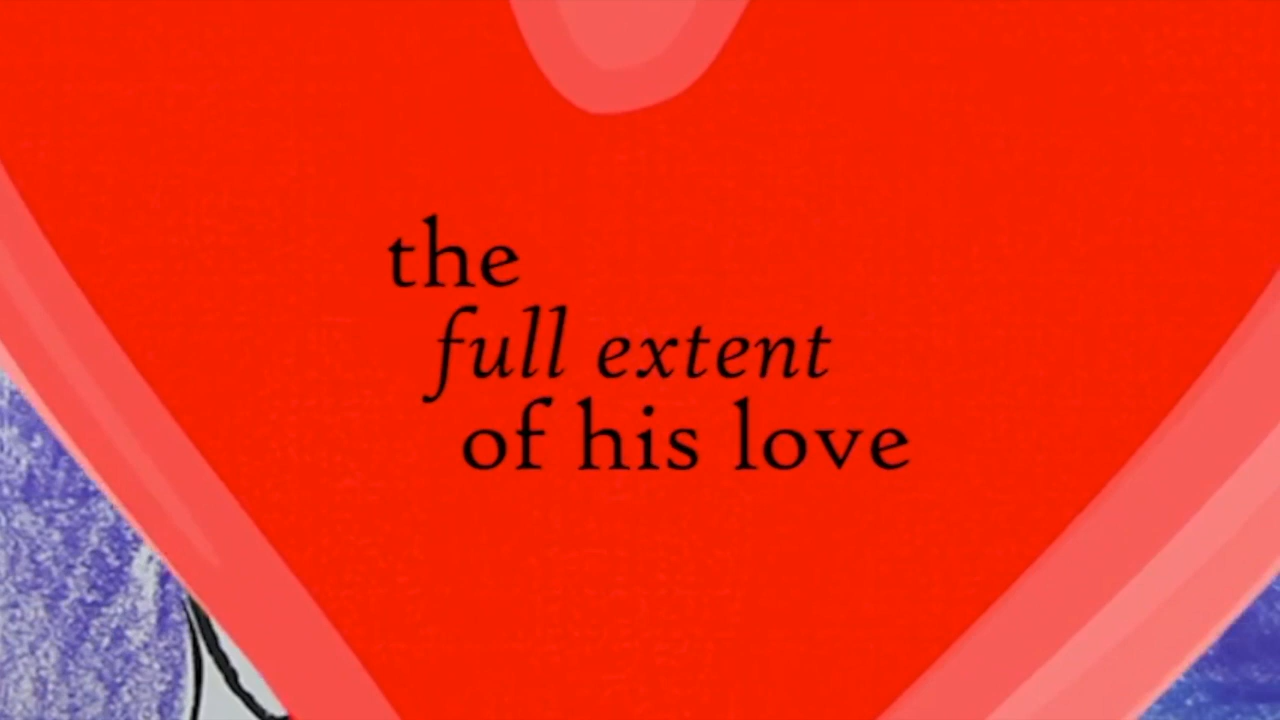 the
full extent
of his love